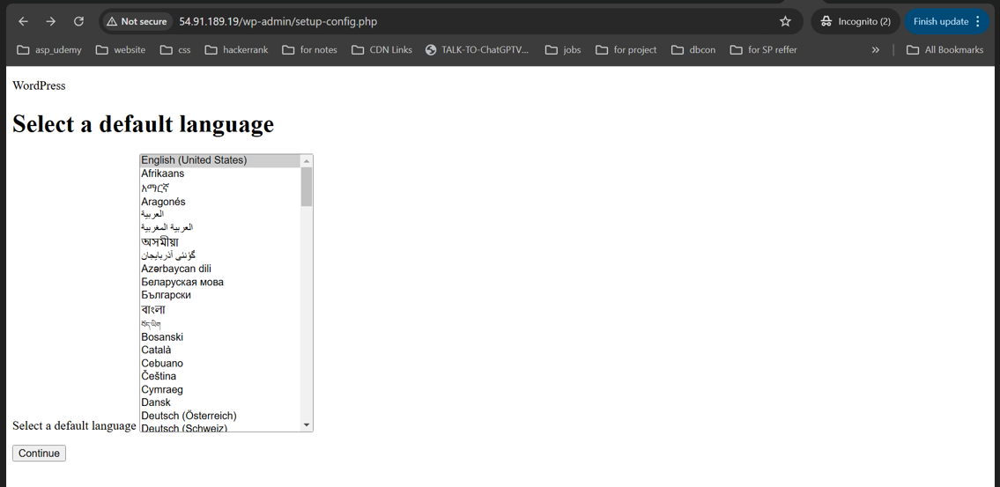 Not secure 54.91.189.19/wp-admin/setup-config.php Incognito (2) Finish update
asp_udemy website css hackerrank for notes CDN Links TALK-TO-ChatGPTV... jobs for project dbcon for SP reffer » All Bookmarks
WordPress
Select a default language
English (United States)
Afrikaans
አማርኛ
Aragonés
العربية
العربية المغربية
অসমীয়া
گؤنئی آذربایجان
Azərbaycan dili
Беларуская мова
Български
বাংলা
བོད་ཡིག
Bosanski
Català
Cebuano
Čeština
Cymraeg
Dansk
Deutsch (Österreich)
Deutsch (Schweiz)
Select a default language
Continue